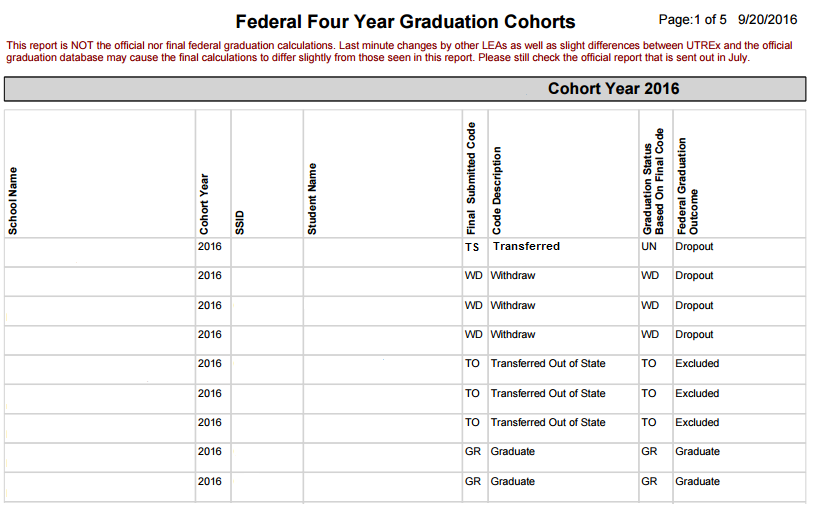 Federal Four Year Graduation Cohorts
Page:1 of 5 9/20/2016
This report is NOT the official nor final federal graduation calculations. Last minute changes by other LEAs as well as slight differences between UTREx and the official
graduation database may cause the final calculations to differ slightly from those seen in this report. Please still check the official report that is sent out in July.
Cohort Year 2016
School Name
Cohort Year
SSID
Student Name
Final Submitted Code
Code Description
Graduation Status
Based On Final Code
Federal Graduation
Outcome
2016 TS Transferred UN Dropout
2016 WD Withdraw WD Dropout
2016 WD Withdraw WD Dropout
2016 WD Withdraw WD Dropout
2016 TO Transferred Out of State TO Excluded
2016 TO Transferred Out of State TO Excluded
2016 TO Transferred Out of State TO Excluded
2016 GR Graduate GR Graduate
2016 GR Graduate GR Graduate